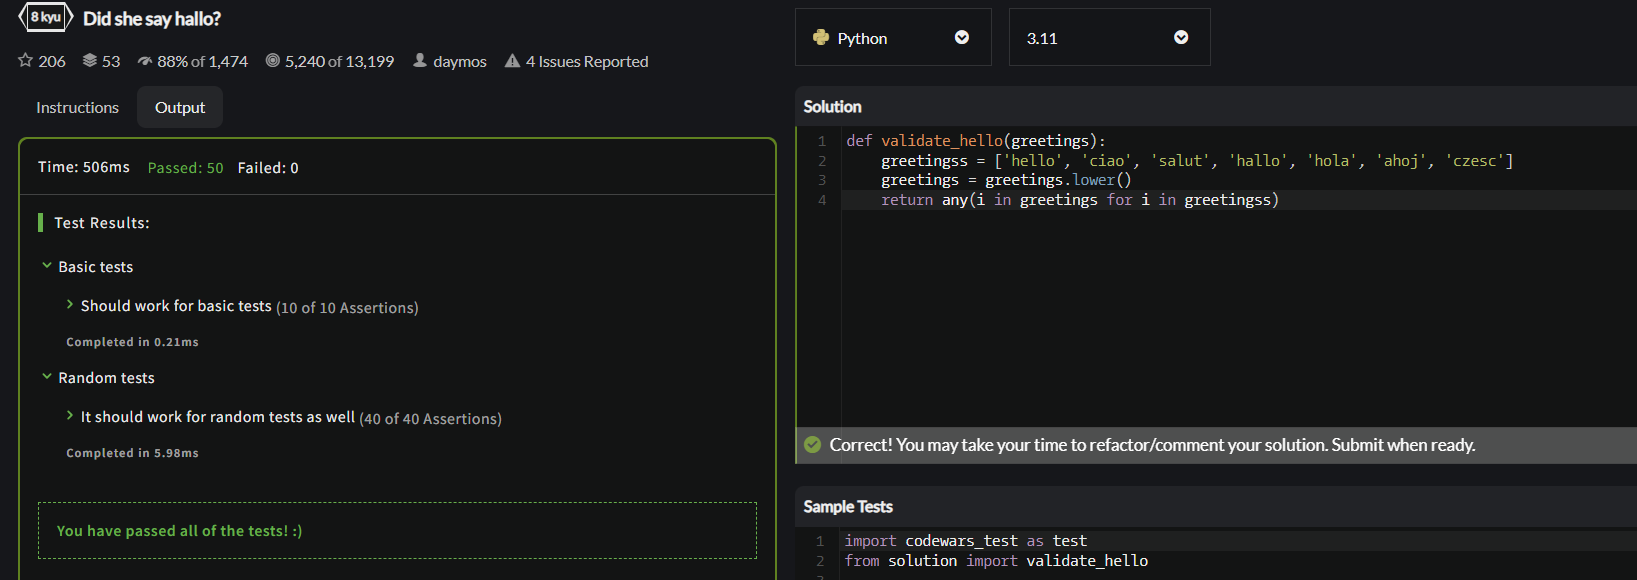 8 kyu Did she say hallo?
206 53 88% of 1,474 5,240 of 13,199 daymos 4 Issues Reported
Instructions Output
Time: 506ms Passed: 50 Failed: 0
Test Results:
Basic tests
Should work for basic tests (10 of 10 Assertions)
Completed in 0.21ms
Random tests
It should work for random tests as well (40 of 40 Assertions)
Completed in 5.98ms
You have passed all of the tests! :)
Python 3.11
Solution
1 def validate_hello(greetings):
2 greetingss = ['hello', 'ciao', 'salut', 'hallo', 'hola', 'ahoj', 'czesc']
3 greetings = greetings.lower()
4 return any(i in greetings for i in greetingss)
Correct! You may take your time to refactor/comment your solution. Submit when ready.
Sample Tests
1 import codewars_test as test
2 from solution import validate_hello